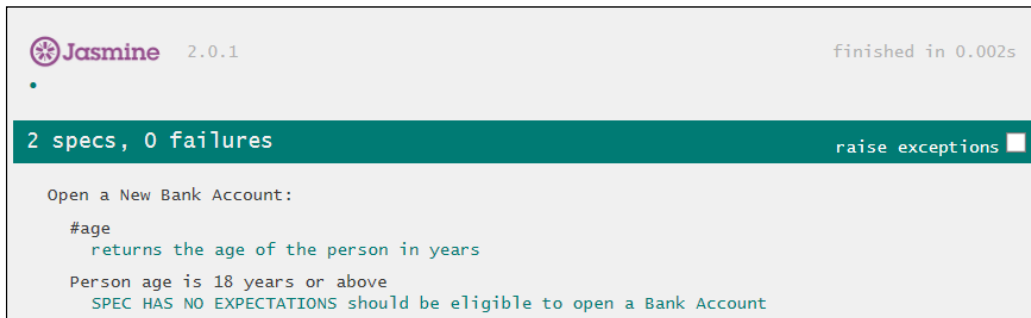 Jasmine 2.0.1 finished in 0.002s
•
2 specs, 0 failures raise exceptions
Open a New Bank Account:
#age
returns the age of the person in years
Person age is 18 years or above
SPEC HAS NO EXPECTATIONS should be eligible to open a Bank Account